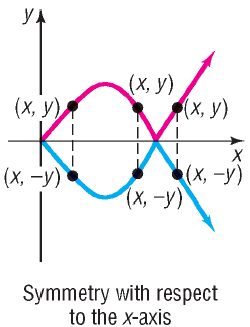 y
(x, y)
(x, y)
(x, y)
x
(x, −y)
(x, −y)
(x, −y)
Symmetry with respect
to the x-axis